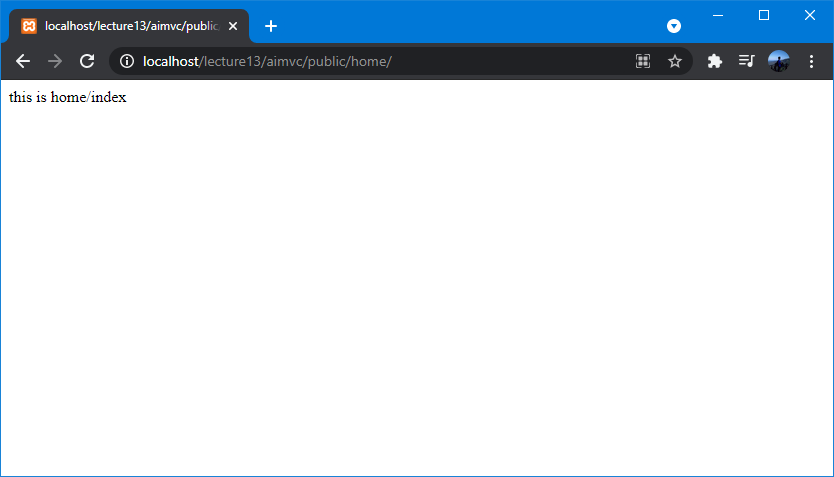 localhost/lecture13/aimvc/public
localhost/lecture13/aimvc/public/home/
this is home/index